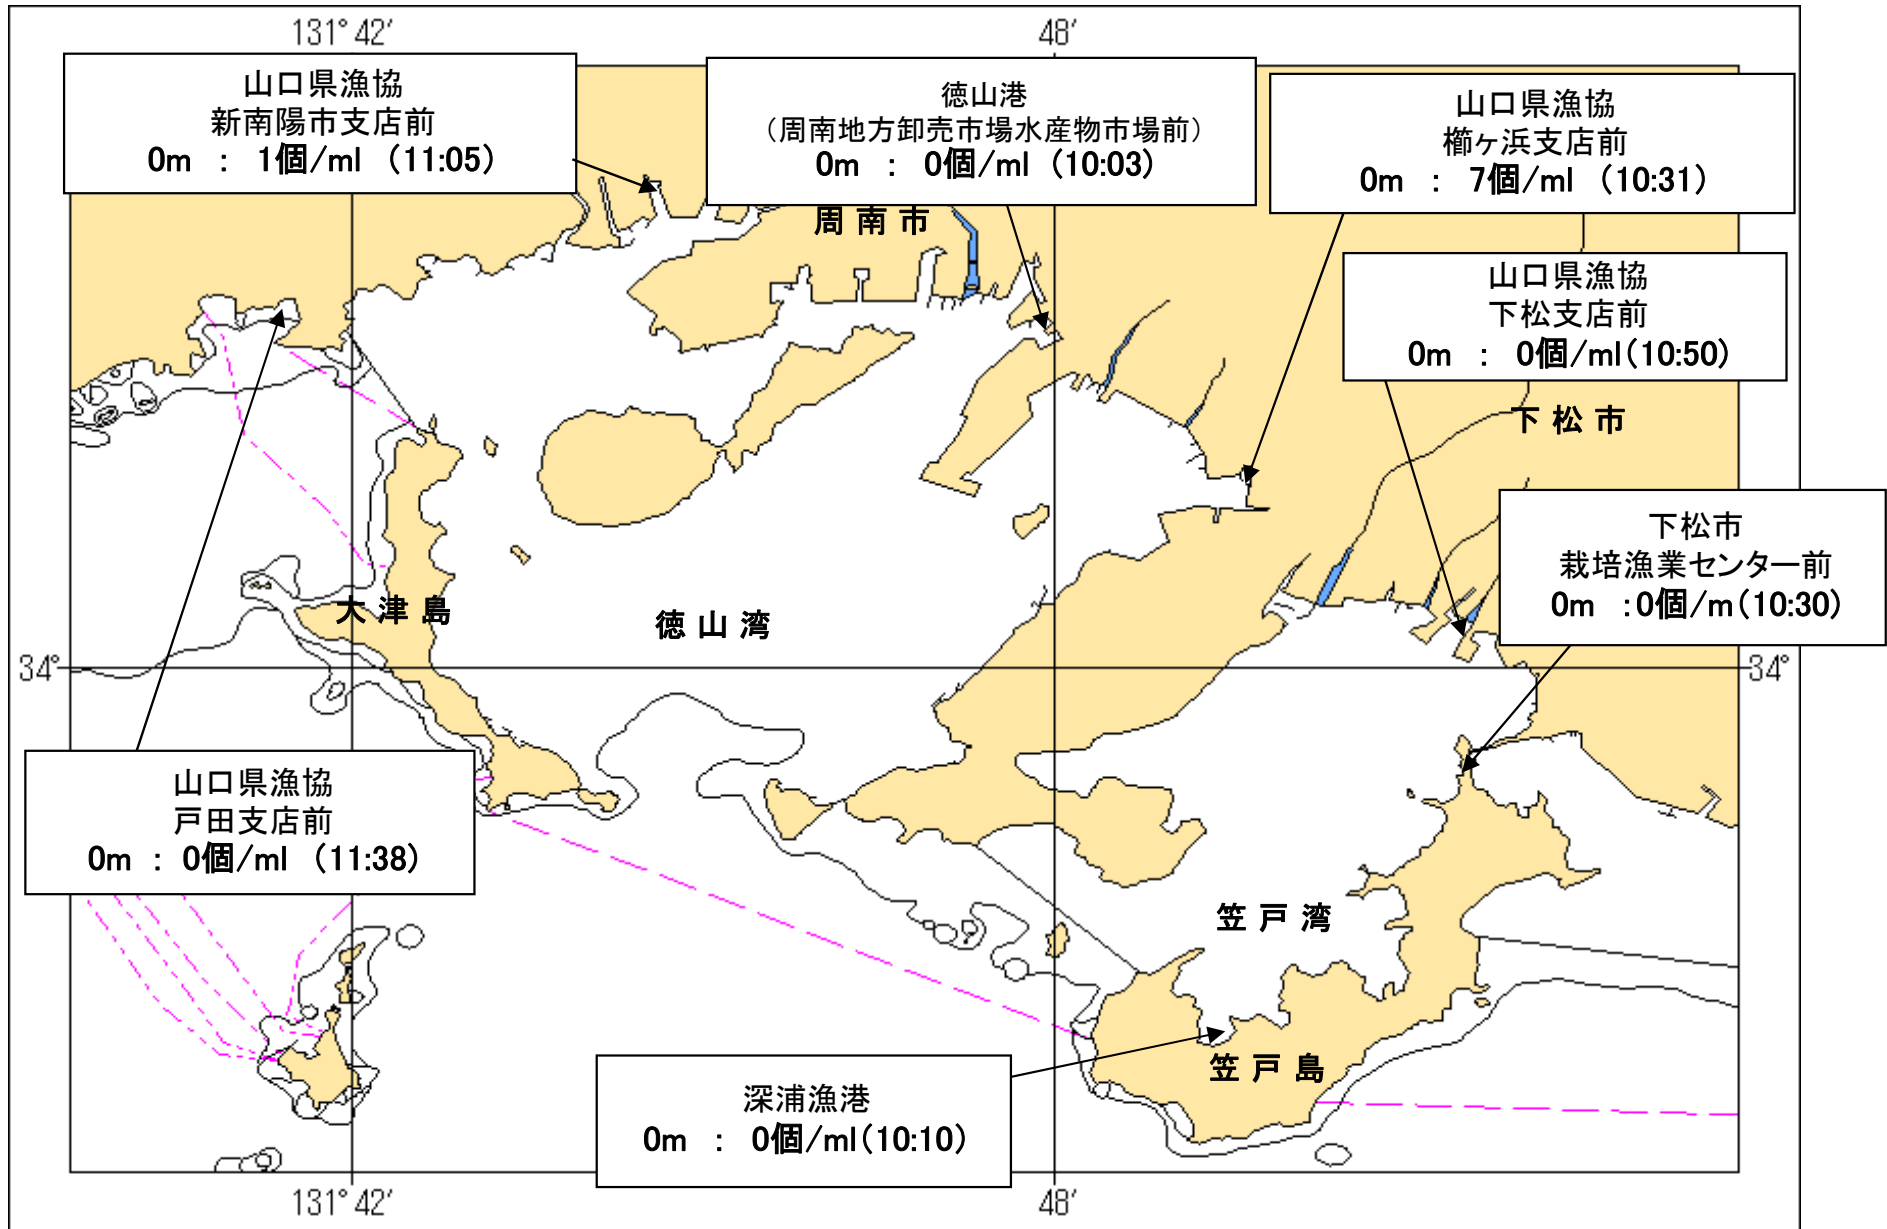 131° 42′
48′
山口県漁協
新南陽市支店前
0m : 1個/ml (11:05)
徳山港
(周南地方卸売市場水産物市場前)
0m : 0個/ml (10:03)
山口県漁協
櫛ヶ浜支店前
0m : 7個/ml (10:31)
周南市
山口県漁協
下松支店前
0m : 0個/ml(10:50)
下松市
下松市
栽培漁業センター前
0m :0個/m(10:30)
大津島
徳山湾
34°
34°
山口県漁協
戸田支店前
0m : 0個/ml (11:38)
笠戸湾
笠戸島
深浦漁港
0m : 0個/ml(10:10)
131° 42′
48′